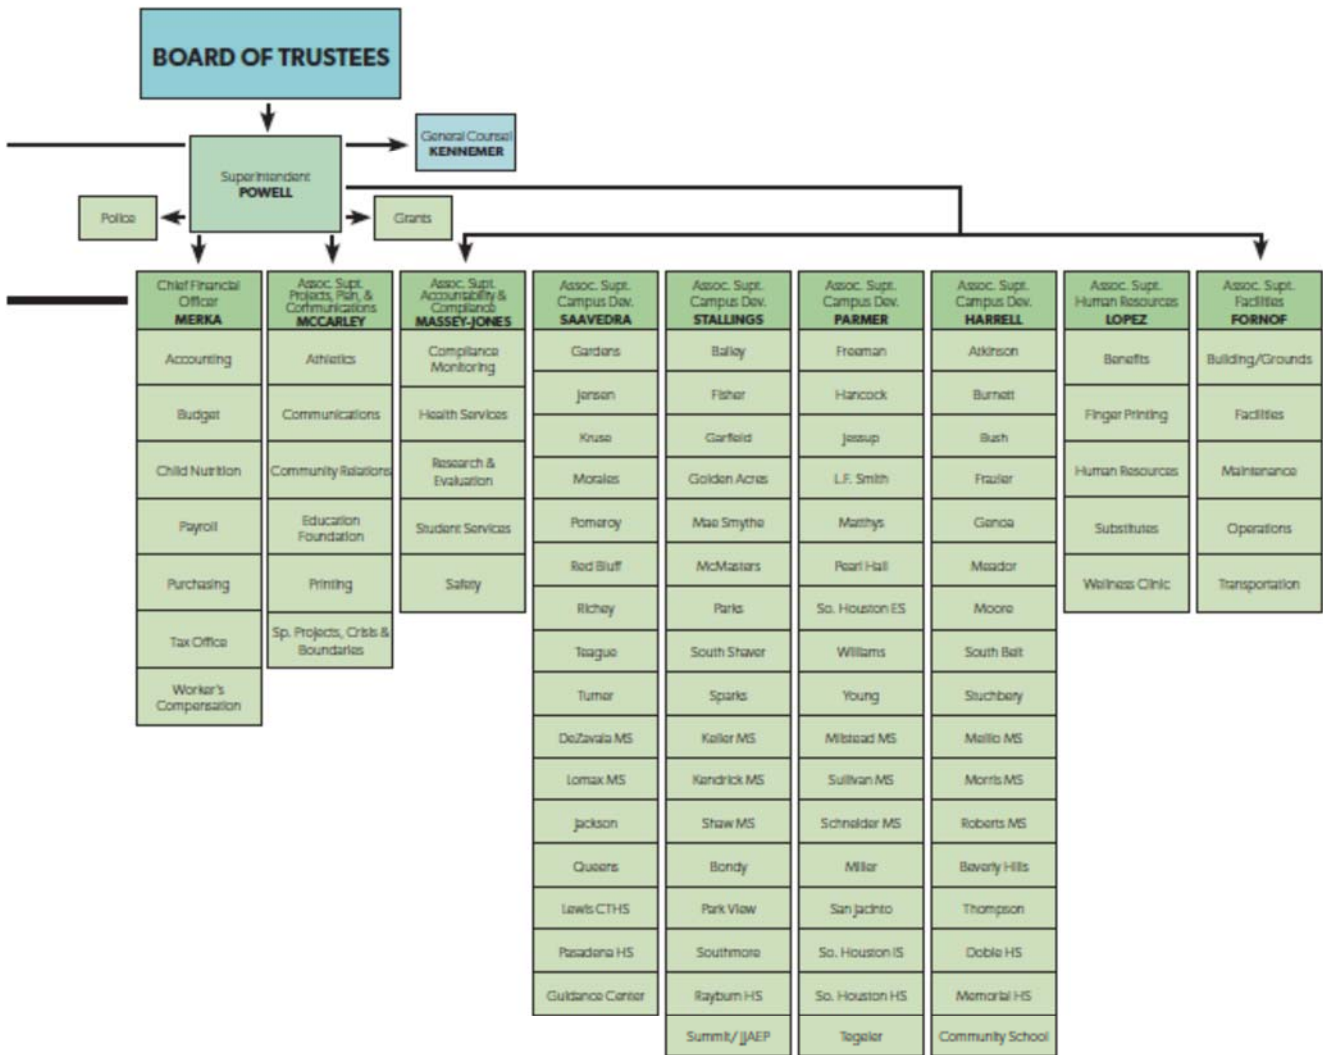 BOARD OF TRUSTEES
General Counsel
KENNEMER
Superintendent
POWELL
Police
Grants
Chief Financial
Officer
MERKA
Accounting
Budget
Child Nutrition
Payroll
Purchasing
Tax Office
Worker's
Compensation
Assoc. Supt.
Projects, Plan, &
Communications
MCCARLEY
Athletics
Communications
Community Relations
Education
Foundation
Printing
Sp. Projects, Crisis &
Boundaries
Assoc. Supt.
Accountability &
Compliance
MASSEY-JONES
Compliance
Monitoring
Health Services
Research &
Evaluation
Student Services
Safety
Assoc. Supt.
Campus Dev.
SAAVEDRA
Gardens
Jensen
Kruse
Morales
Pomeroy
Red Bluff
Richey
Teague
Turner
DeZavala MS
Lomax MS
Jackson
Queens
Lewis CTHS
Pasadena HS
Guidance Center
Assoc. Supt.
Campus Dev.
STALLINGS
Bailey
Fisher
Garfield
Golden Acres
Mae Smythe
McMasters
Parks
South Shaver
Sparks
Keller MS
Kendrick MS
Shaw MS
Bondy
Park View
Southmore
Rayburn HS
Summit/ JJAEP
Assoc. Supt.
Campus Dev.
PARMER
Freeman
Hancock
Jessup
L.F. Smith
Matthys
Pearl Hall
So. Houston ES
Williams
Young
Milstead MS
Sullivan MS
Schneider MS
Miller
San Jacinto
So. Houston IS
So. Houston HS
Tegeler
Assoc. Supt.
Campus Dev.
HARRELL
Atkinson
Burnett
Bush
Frazier
Genoa
Meador
Moore
South Belt
Stuchbery
Melillo MS
Morris MS
Roberts MS
Beverly Hills
Thompson
Dobie HS
Memorial HS
Community School
Assoc. Supt.
Human Resources
LOPEZ
Benefits
Finger Printing
Human Resources
Substitutes
Wellness Clinic
Assoc. Supt.
Facilities
FORNOF
Building/Grounds
Facilities
Maintenance
Operations
Transportation